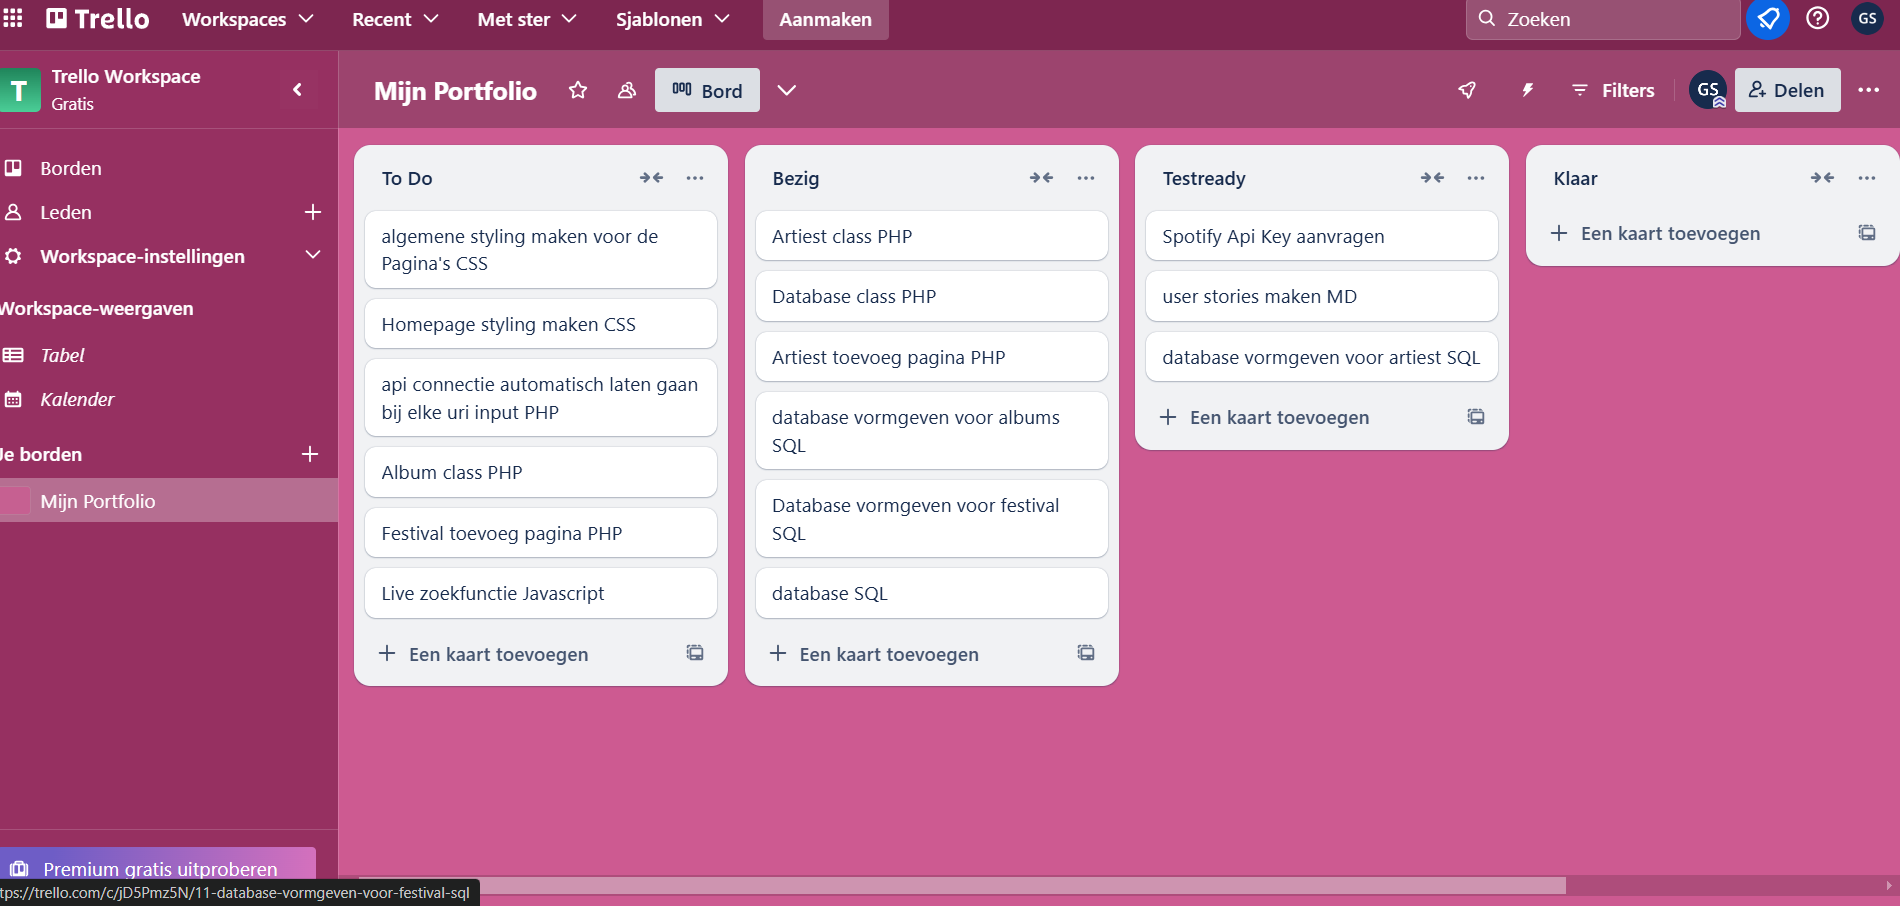 Trello
Workspaces
Recent
Met ster
Sjablonen
Aanmaken
Zoeken
GS
T
Trello Workspace
Gratis
Mijn Portfolio
Bord
Filters
GS
Delen
Borden
Leden
Workspace-instellingen
Workspace-weergaven
Tabel
Kalender
Je borden
Mijn Portfolio
Premium gratis uitproberen
To Do
algemene styling maken voor de
Pagina's CSS
Homepage styling maken CSS
api connectie automatisch laten gaan
bij elke uri input PHP
Album class PHP
Festival toevoeg pagina PHP
Live zoekfunctie Javascript
Een kaart toevoegen
Bezig
Artiest class PHP
Database class PHP
Artiest toevoeg pagina PHP
database vormgeven voor albums
SQL
Database vormgeven voor festival
SQL
database SQL
Een kaart toevoegen
Testready
Spotify Api Key aanvragen
user stories maken MD
database vormgeven voor artiest SQL
Een kaart toevoegen
Klaar
Een kaart toevoegen
tps://trello.com/c/jD5Pmz5N/11-database-vormgeven-voor-festival-sql